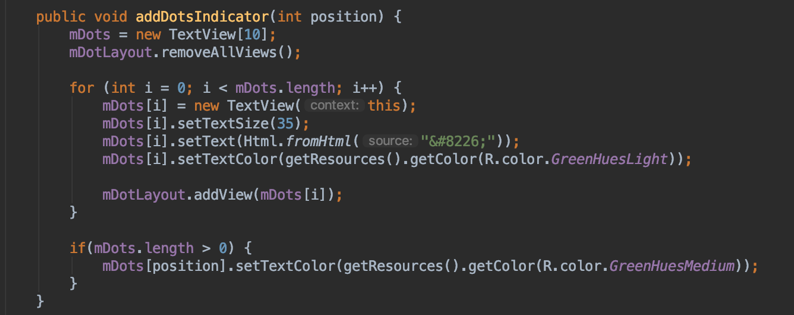 public void addDotsIndicator(int position) {
mDots = new TextView[10];
mDotLayout.removeAllViews();
for (int i = 0; i < mDots.length; i++) {
mDots[i] = new TextView( context: this);
mDots[i].setTextSize(35);
mDots[i].setText(Html.fromHtml( source: "&#8226;"));
mDots[i].setTextColor(getResources().getColor(R.color.GreenHuesLight));
mDotLayout.addView(mDots[i]);
}
if(mDots.length > 0) {
mDots[position].setTextColor(getResources().getColor(R.color.GreenHuesMedium));
}
}